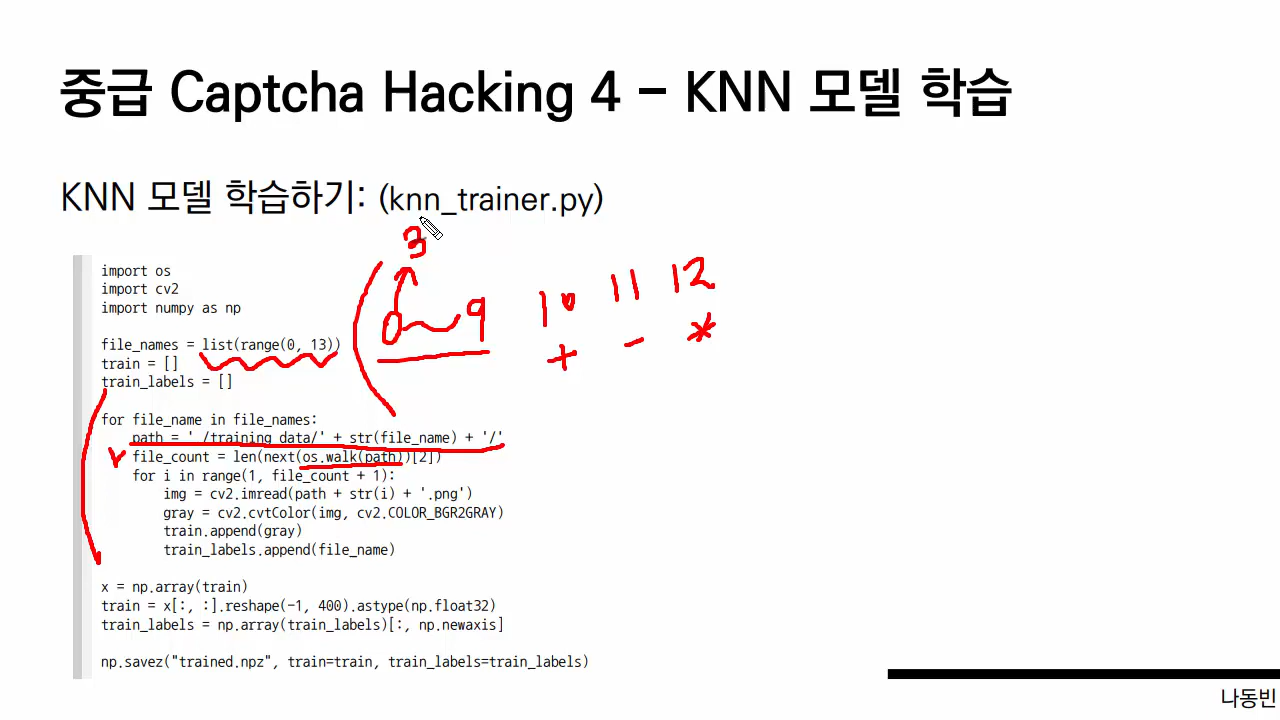 중급 Captcha Hacking 4 – KNN 모델 학습
KNN 모델 학습하기: (knn_trainer.py)
3
0 9 10 11 12
+ - *
import os
import cv2
import numpy as np
file_names = list(range(0, 13))
train = []
train_labels = []
for file_name in file_names:
path = ' /training_data/' + str(file_name) + '/'
file_count = len(next(os.walk(path))[2])
for i in range(1, file_count + 1):
img = cv2.imread(path + str(i) + '.png')
gray = cv2.cvtColor(img, cv2.COLOR_BGR2GRAY)
train.append(gray)
train_labels.append(file_name)
x = np.array(train)
train = x[:, :].reshape(-1, 400).astype(np.float32)
train_labels = np.array(train_labels)[:, np.newaxis]
np.savez("trained.npz", train=train, train_labels=train_labels)
나동빈